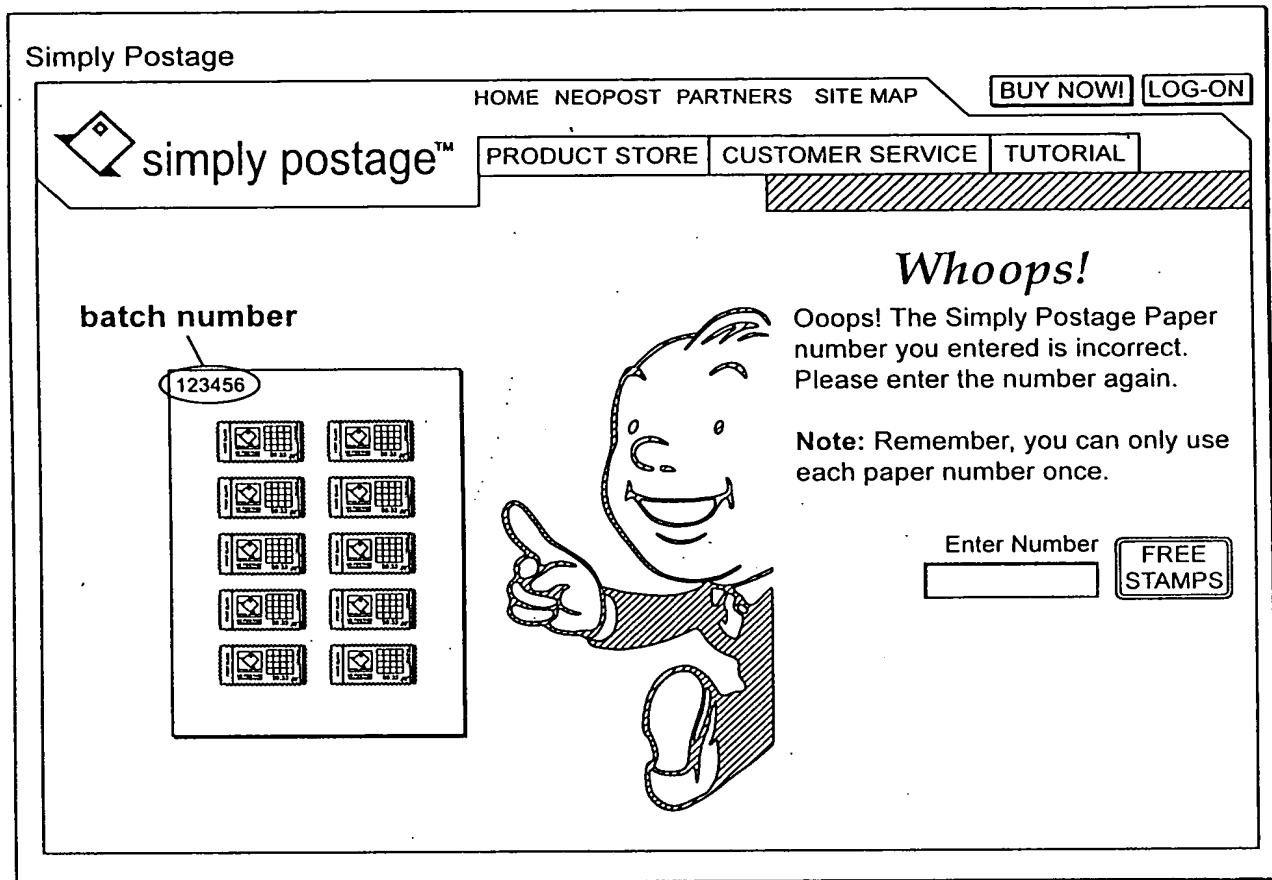 Simply Postage
HOME NEOPOST PARTNERS SITE MAP
BUY NOW! LOG-ON
simply postage™
PRODUCT STORE CUSTOMER SERVICE TUTORIAL
Whoops!
Ooops! The Simply Postage Paper
number you entered is incorrect.
Please enter the number again.
Note: Remember, you can only use
each paper number once.
batch number
123456
Enter Number
FREE
STAMPS